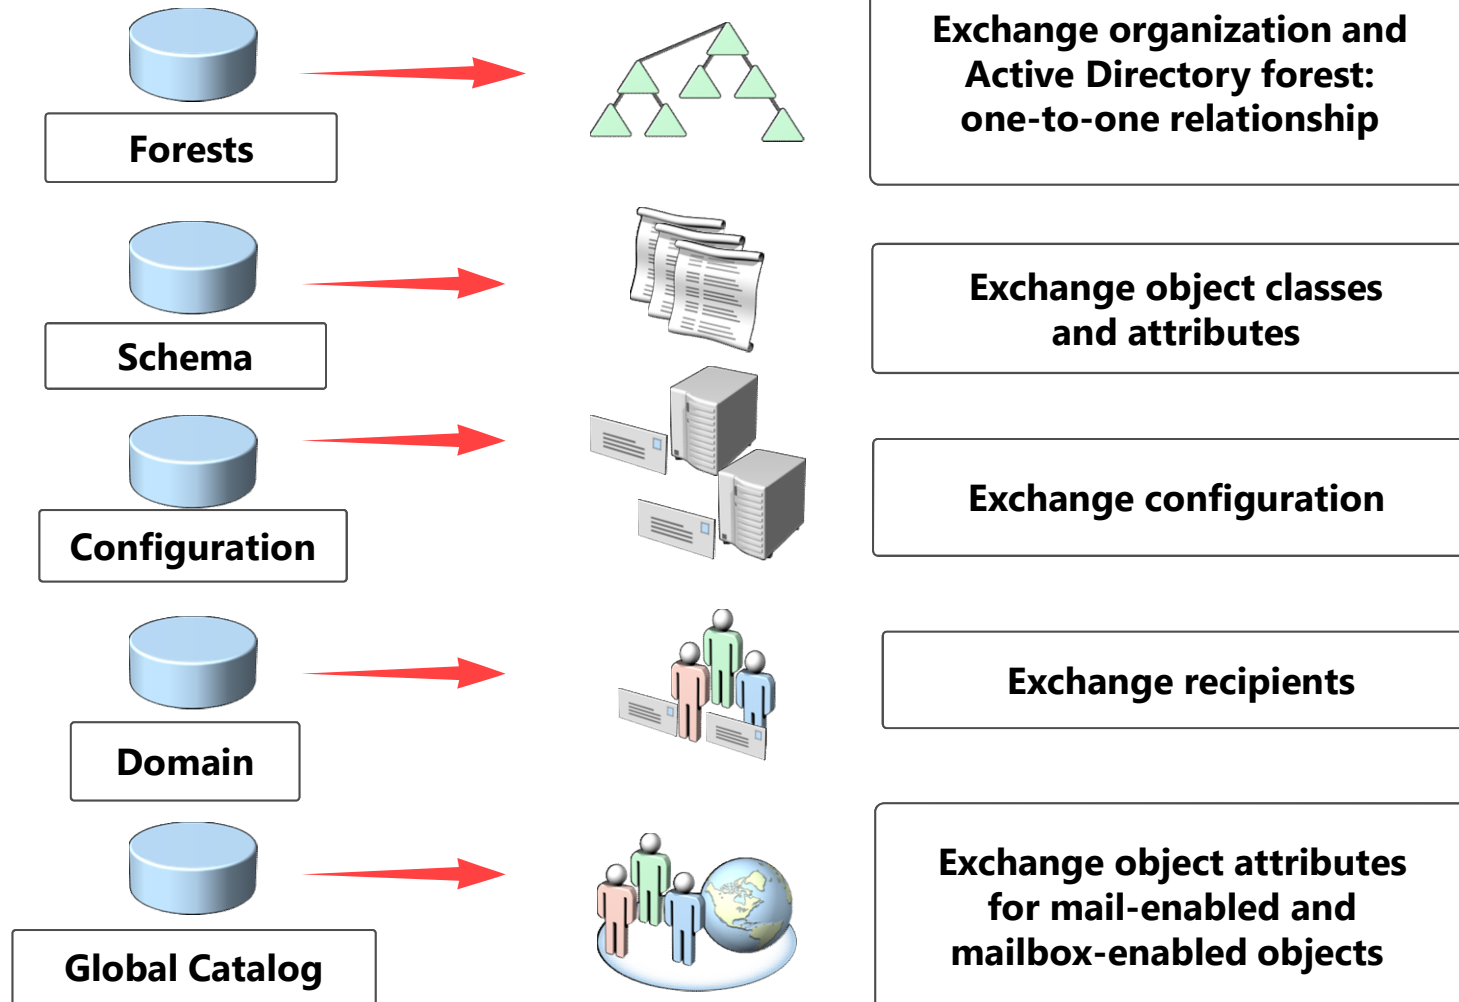 Forests
Exchange organization and
Active Directory forest:
one-to-one relationship
Schema
Exchange object classes
and attributes
Configuration
Exchange configuration
Domain
Exchange recipients
Global Catalog
Exchange object attributes
for mail-enabled and
mailbox-enabled objects